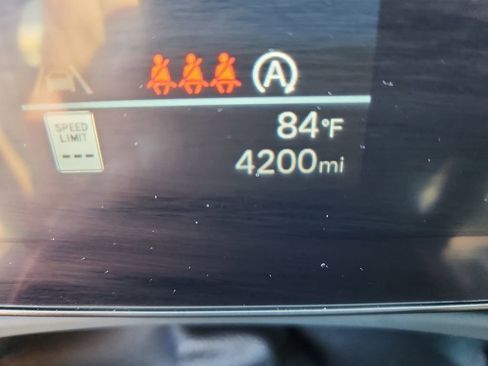 A
84°F
SPEED
LIMIT
---
4200mi